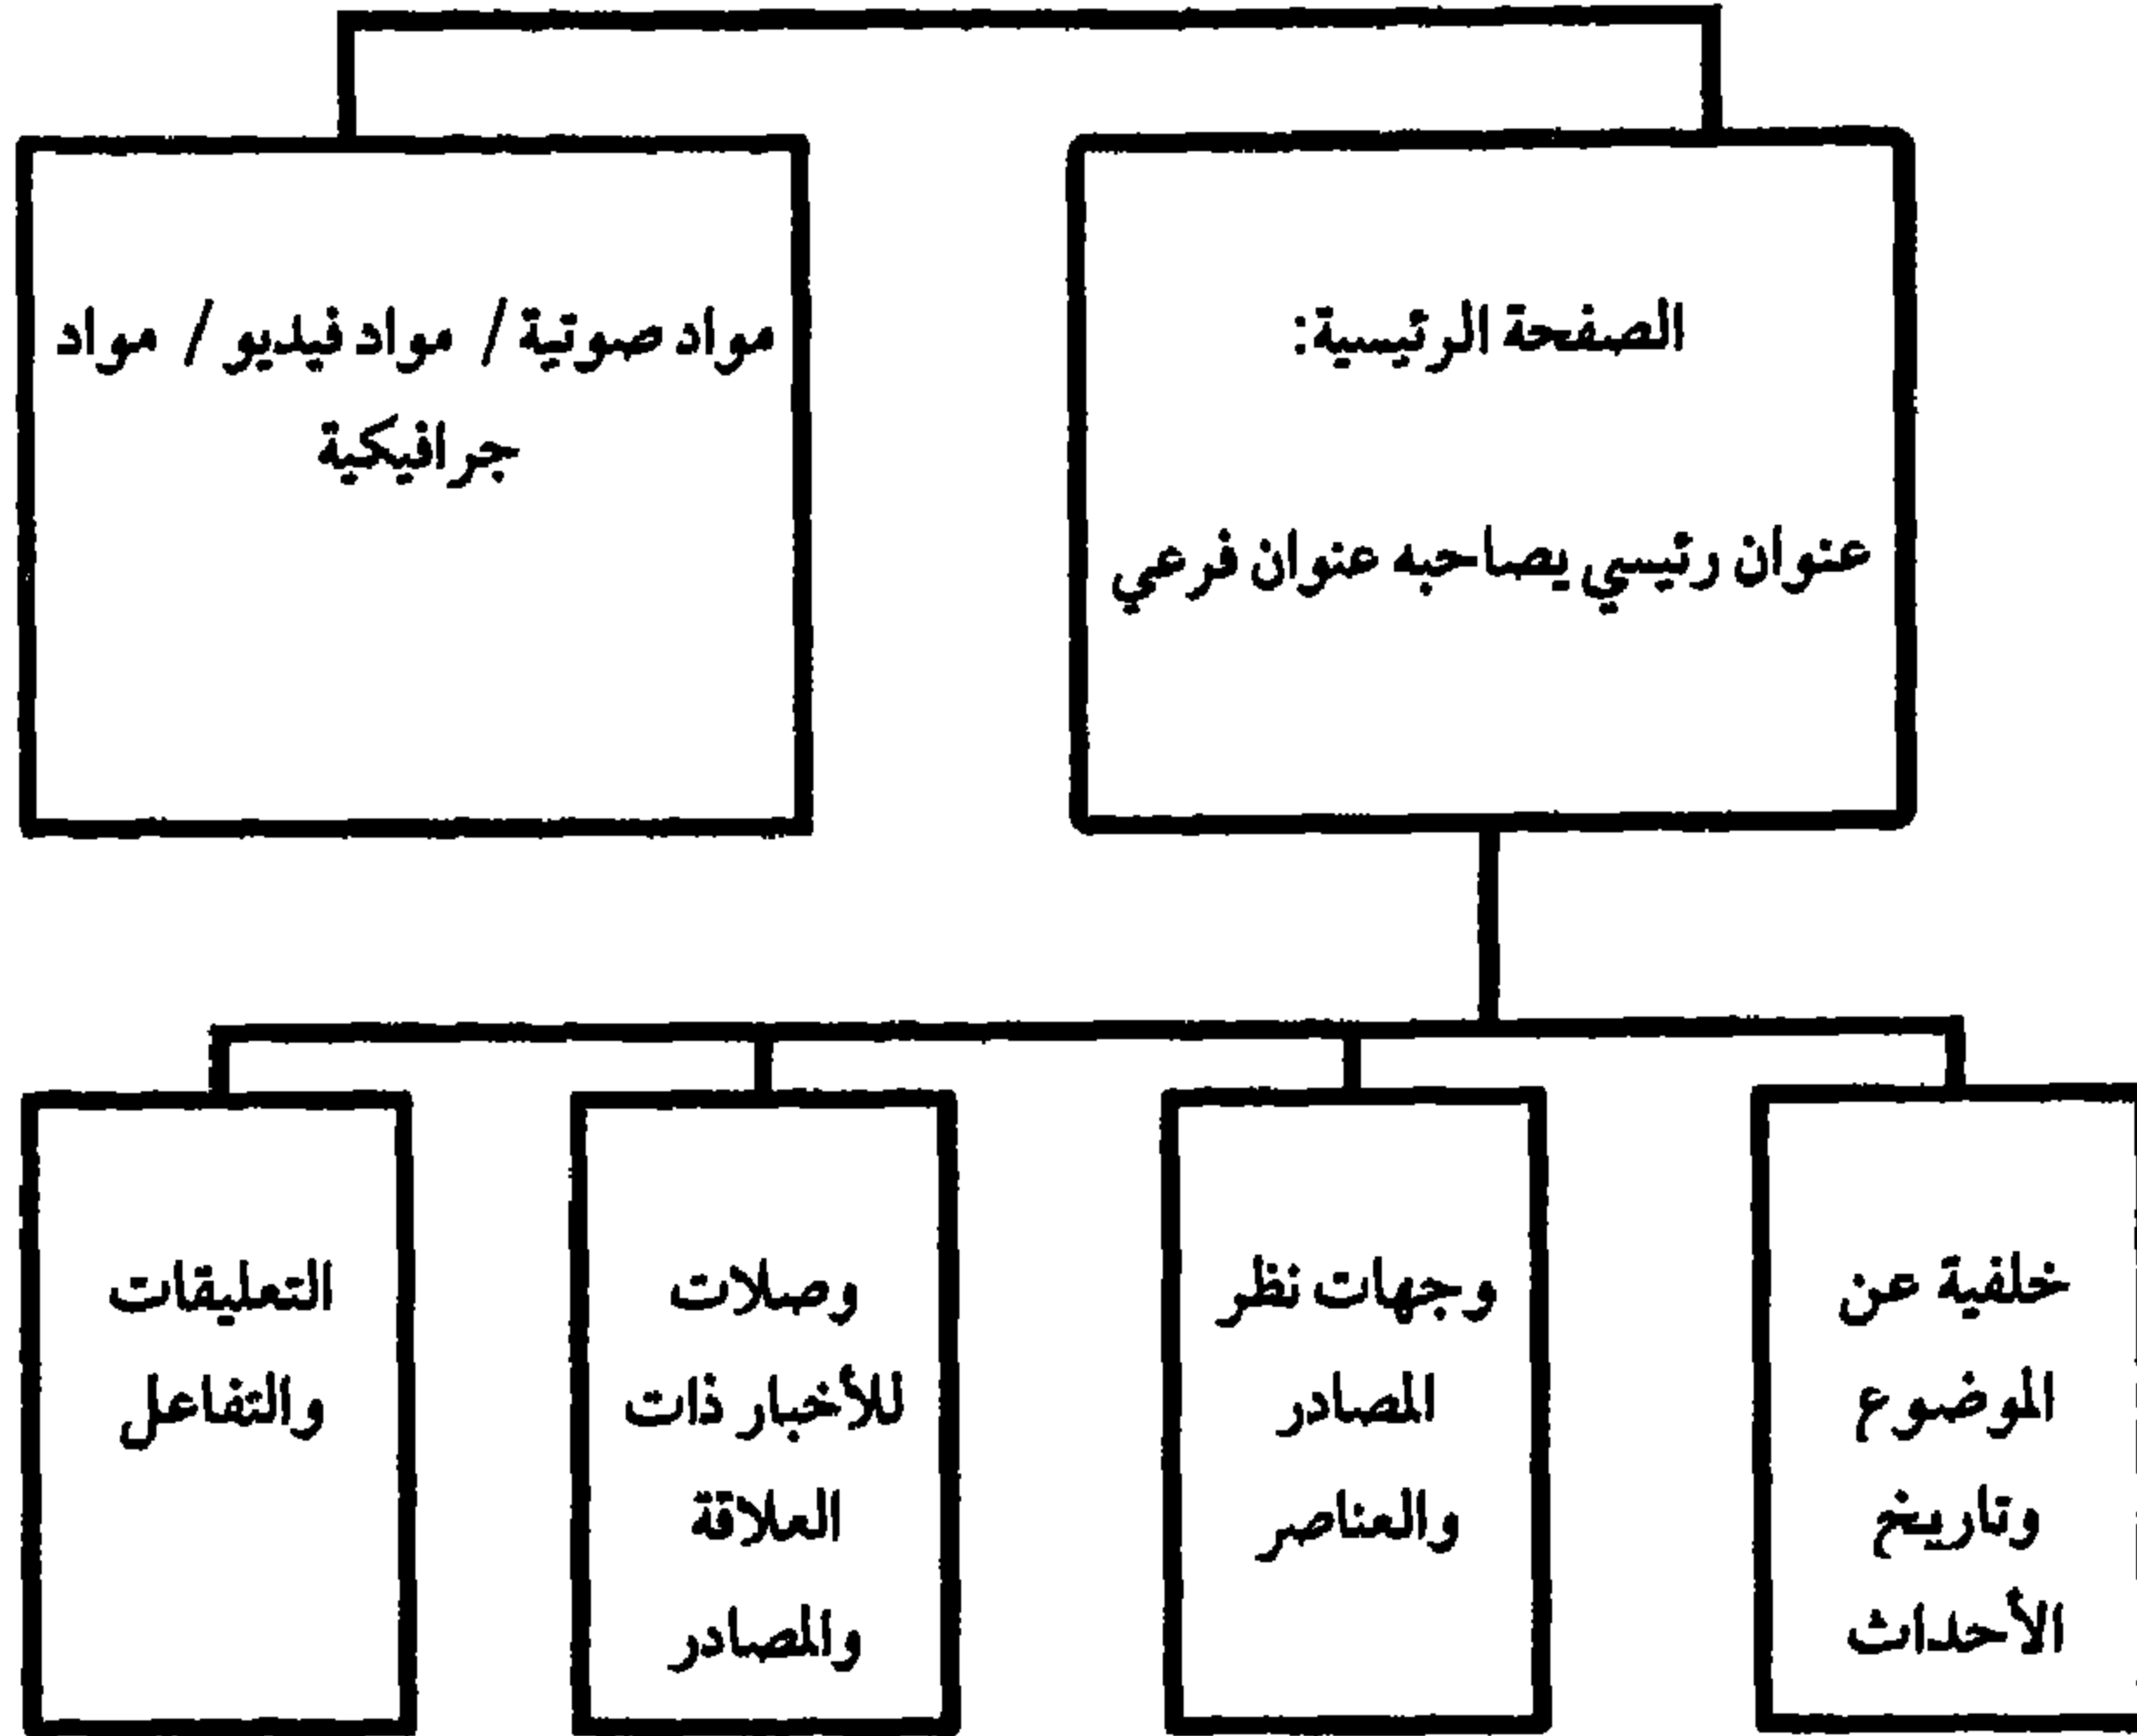 الصفحة الرئيسية:
عنوان رئيسي يصاحبه عنوان فرعي
مواد صوتية / مواد فيديو / مواد
جرافيكية
خلفية عن
الموضوع
وتاريخ
الأحداث
وجهات نظر
المصادر
والعناصر
وصلات
للأخبار ذات
العلاقة
والمصادر
التعليقات
والتفاعل